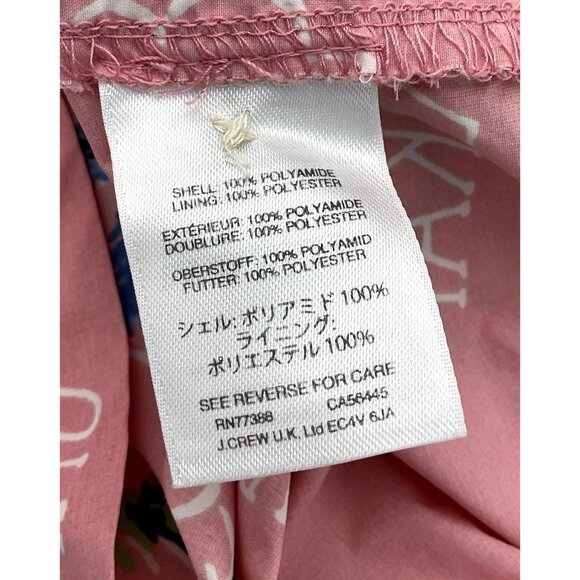 SHELL: 100% POLYAMIDE
LINING: 100% POLYESTER
EXTÉRIEUR: 100% POLYAMIDE
DOUBLURE: 100% POLYESTER
OBERSTOFF: 100% POLYAMID
FUTTER: 100% POLYESTER
シェル: ポリアミド 100%
ライニング:
ポリエステル 100%
SEE REVERSE FOR CARE
RN77388 CA56445
J.CREW U.K. Ltd EC4V 6JA